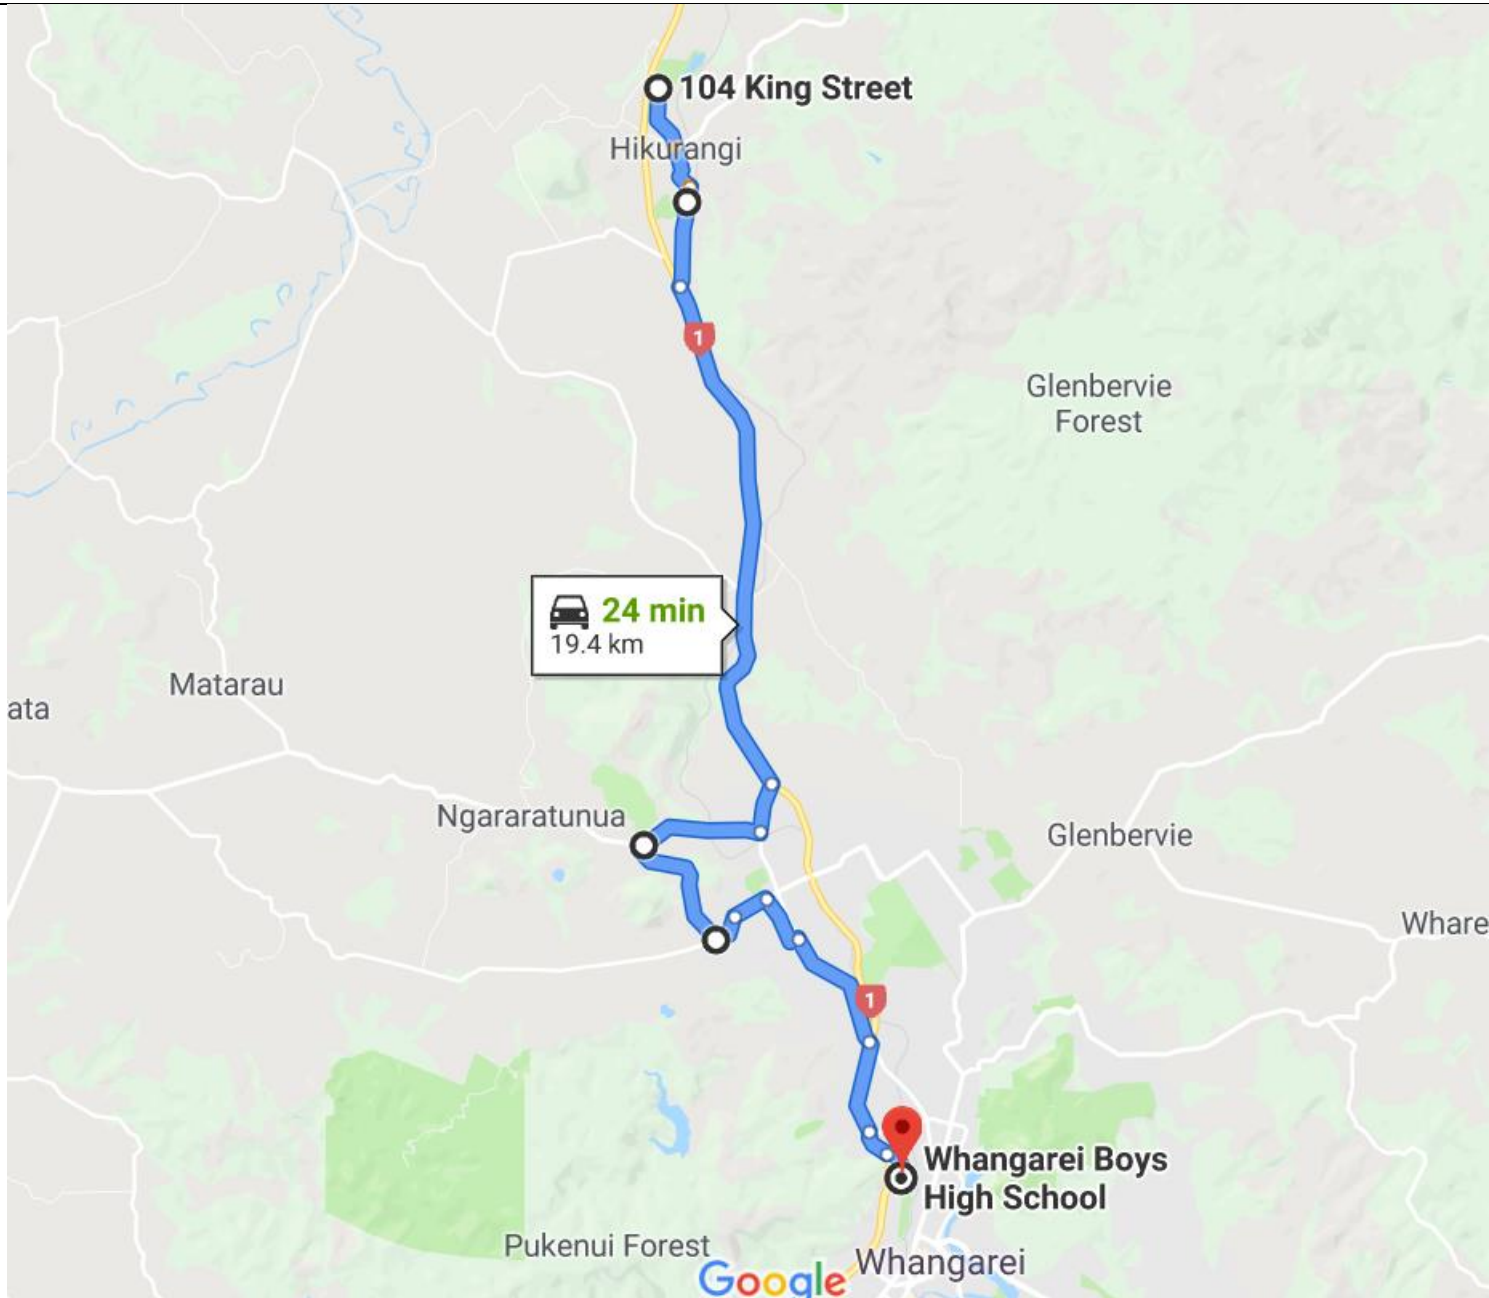 104 King Street
Hikurangi
1
Glenbervie
Forest
24 min
19.4 km
Matarau
ata
Ngararatunua
Glenbervie
Whare
1
Whangarei Boys
High School
Pukenui Forest
Whangarei
Google